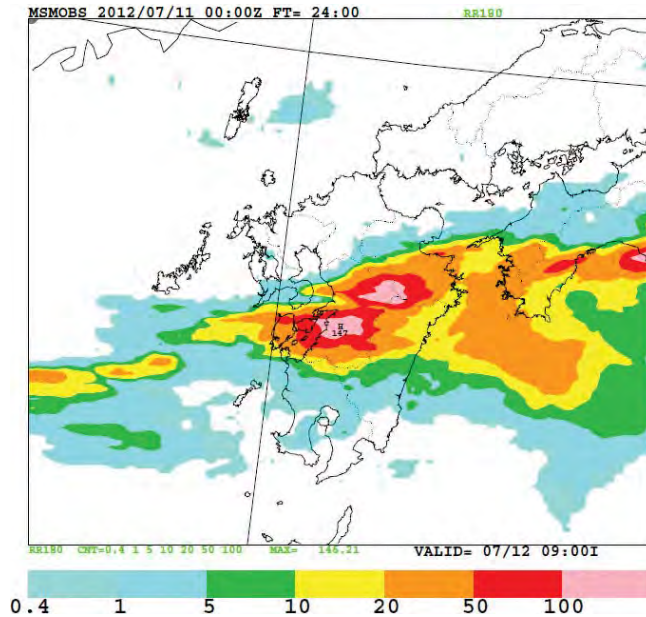 MSMOBS 2012/07/11 00:00Z FT= 24:00 RR180
H
147
RR180 CNT=0.4 1 5 10 20 50 100 MAX= 146.21 VALID= 07/12 09:00I
0.4 1 5 10 20 50 100